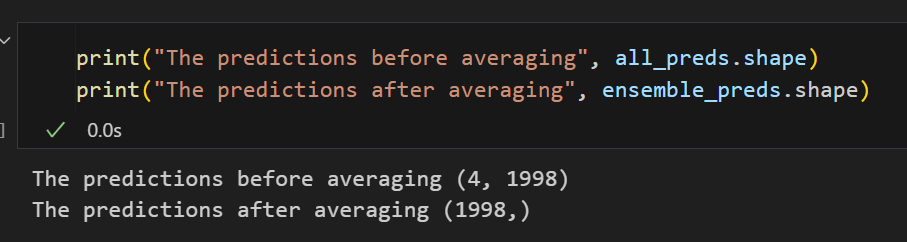 print("The predictions before averaging", all_preds.shape)
print("The predictions after averaging", ensemble_preds.shape)
]
0.0s
The predictions before averaging (4, 1998)
The predictions after averaging (1998,)